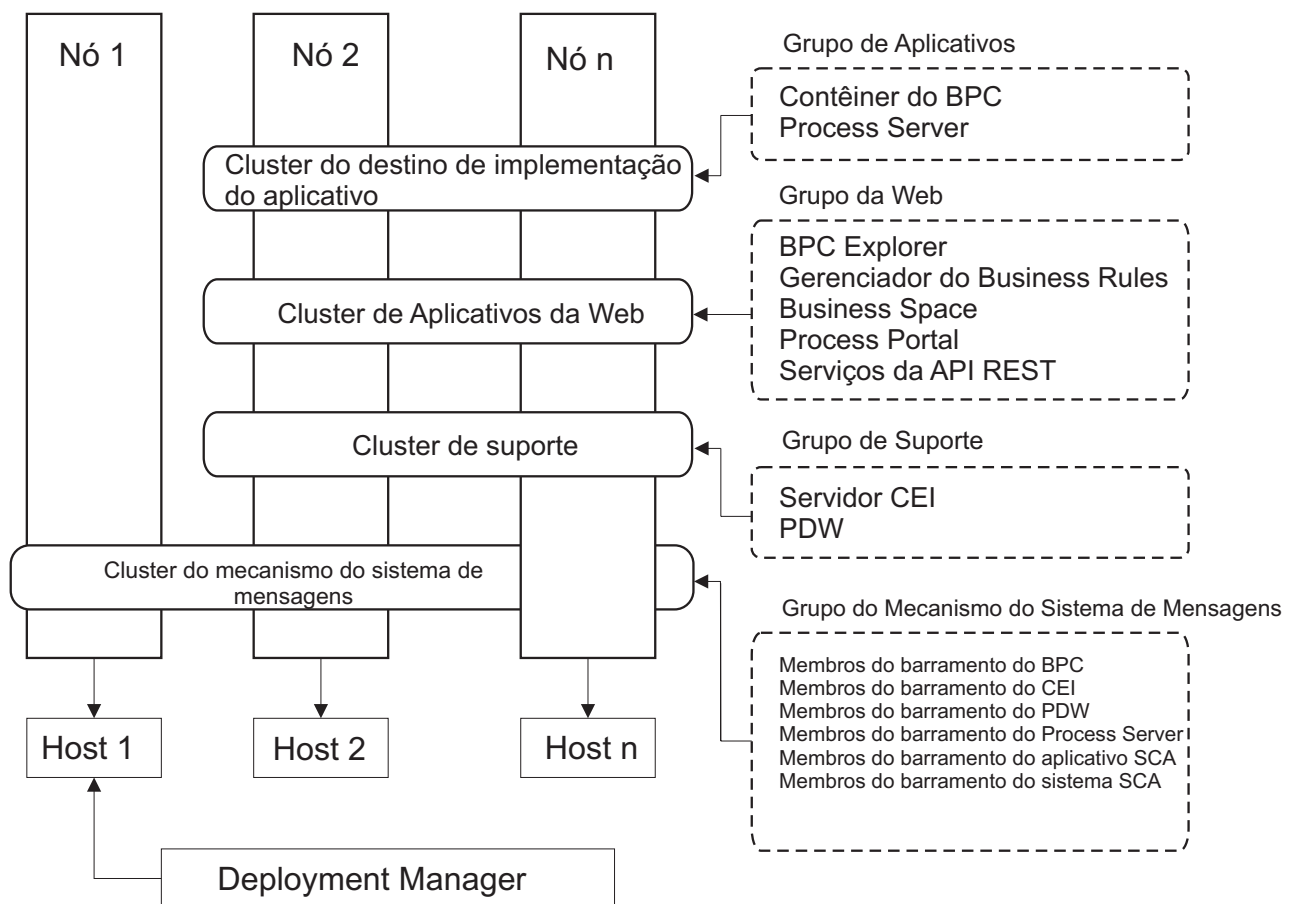 Nó 1
Nó 2
Nó n
Grupo de Aplicativos
Contêiner do BPC
Process Server
Cluster do destino de implementação
do aplicativo
Grupo da Web
BPC Explorer
Gerenciador do Business Rules
Business Space
Process Portal
Serviços da API REST
Cluster de Aplicativos da Web
Cluster de suporte
Grupo de Suporte
Servidor CEI
PDW
Cluster do mecanismo do sistema de
mensagens
Grupo do Mecanismo do Sistema de Mensagens
Membros do barramento do BPC
Membros do barramento do CEI
Membros do barramento do PDW
Membros do barramento do Process Server
Membros do barramento do aplicativo SCA
Membros do barramento do sistema SCA
Host 1
Host 2
Host n
Deployment Manager